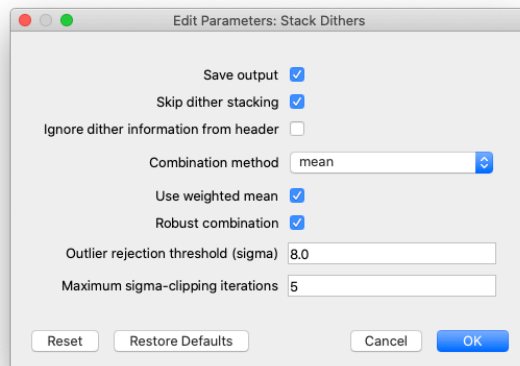 Edit Parameters: Stack Dithers
Save output
Skip dither stacking
Ignore dither information from header
Combination method mean
Use weighted mean
Robust combination
Outlier rejection threshold (sigma) 8.0
Maximum sigma-clipping iterations 5
Reset Restore Defaults Cancel OK